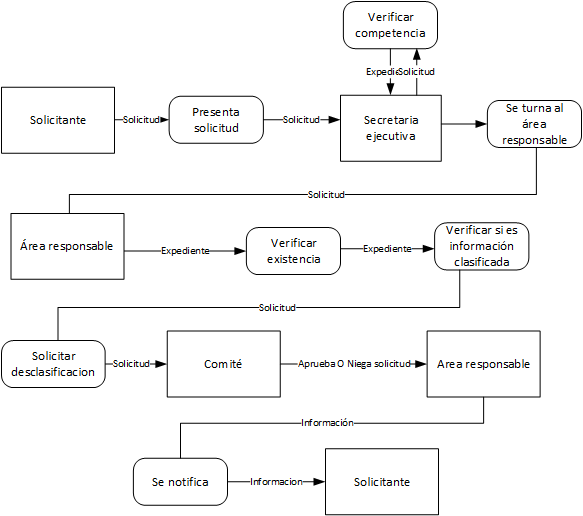 Verificar
competencia
Expedie
Solicitud
Solicitante
Solicitud
Presenta
solicitud
Solicitud
Secretaria
ejecutiva
Se turna al
área
responsable
Solicitud
Área responsable
Expediente
Verificar
existencia
Expediente
Verificar si es
información
clasificada
Solicitud
Solicitar
desclasificacion
Solicitud
Comité
Aprueba O Niega solicitud
Area responsable
Información
Se notifica
Informacion
Solicitante